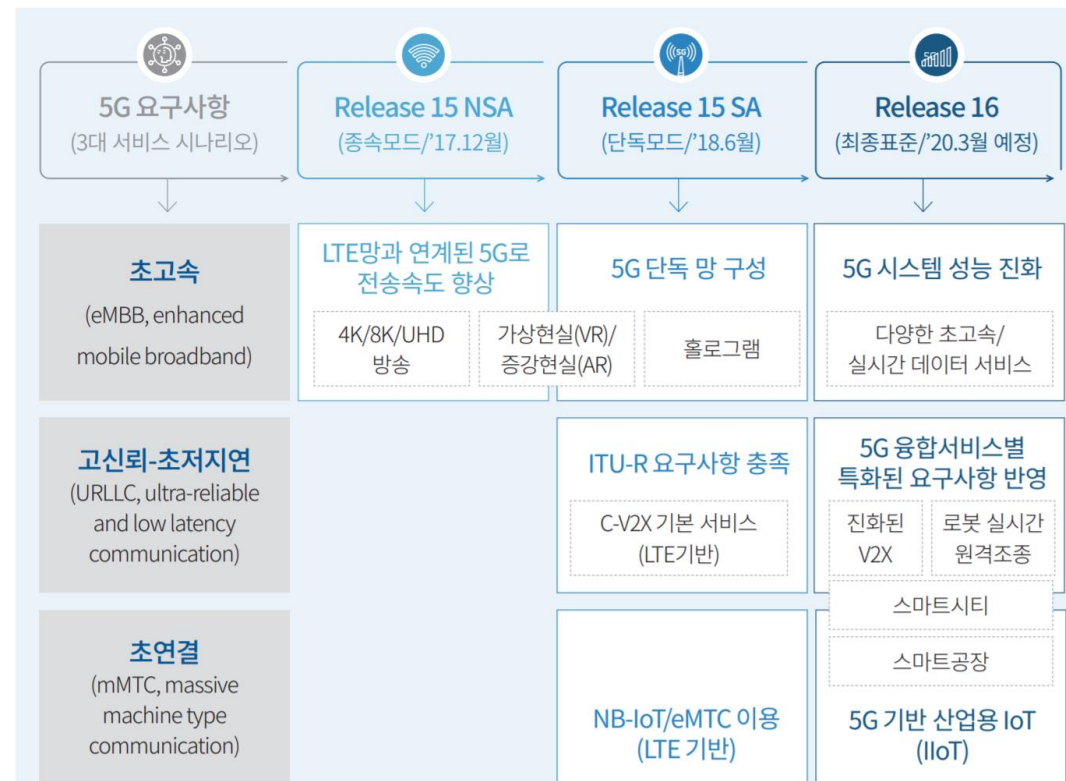 5G 요구사항
(3대 서비스 시나리오)
Release 15 NSA
(종속모드/’17.12월)
5G
Release 15 SA
(단독모드/’18.6월)
5G
Release 16
(최종표준/’20.3월 예정)
초고속
(eMBB, enhanced
mobile broadband)
LTE망과 연계된 5G로
전송속도 향상
4K/8K/UHD
방송
가상현실(VR)/
증강현실(AR)
5G 단독 망 구성
홀로그램
5G 시스템 성능 진화
다양한 초고속/
실시간 데이터 서비스
고신뢰-초저지연
(URLLC, ultra-reliable
and low latency
communication)
ITU-R 요구사항 충족
C-V2X 기본 서비스
(LTE기반)
5G 융합서비스별
특화된 요구사항 반영
진화된
V2X
로봇 실시간
원격조종
스마트시티
스마트공장
초연결
(mMTC, massive
machine type
communication)
NB-IoT/eMTC 이용
(LTE 기반)
5G 기반 산업용 IoT
(IIoT)